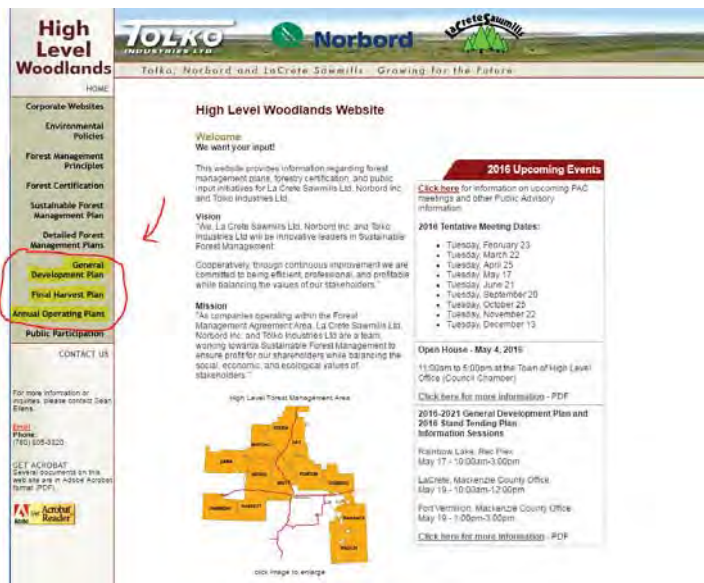 High
Level
Woodlands
TOLKO
INDUSTRIES LTD.
Norbord
LaCrete Sawmills
Tolko, Norbord and LaCrete Sawmills - Growing for the Future
HOME
Corporate Websites
Environmental
Policies
Forest Management
Principles
Forest Certification
Sustainable Forest
Management Plan
Detailed Forest
Management Plans
General
Development Plan
Final Harvest Plan
Annual Operating Plans
Public Participation
CONTACT US
For more information or
inquiries, please contact Sean
Email
Phone:
GET ACROBAT
Several documents on this
web site are in Adobe Acrobat
format (PDF).
Get Acrobat
Reader
Adobe
High Level Woodlands Website
Welcome
We want your input!
This website provides information regarding forest
management plans, forestry certification, and public
input initiatives for La Crete Sawmills Ltd, Norbord Inc.
and Tolko Industries Ltd.
Vision
"We, La Crete Sawmills Ltd, Norbord Inc. and Tolko
Industries Ltd will be innovative leaders in Sustainable
Forest Management.
Cooperatively, through continuous improvement we are
committed to being efficient, professional, and profitable
while balancing the values of our stakeholders."
Mission
"As companies operating within the Forest
Management Agreement Area, La Crete Sawmills Ltd,
Norbord Inc. and Tolko Industries Ltd are a team,
working towards Sustainable Forest Management to
ensure profit for our shareholders while balancing the
social, economic, and ecological values of
stakeholders."
High Level Forest Management Area
click image to enlarge
2016 Upcoming Events
Click here for information on upcoming PAC
meetings and other Public Advisory
information.
2016 Tentative Meeting Dates:
Tuesday, February 23
Tuesday, March 22
Tuesday, April 25
Tuesday, May 17
Tuesday, June 21
Tuesday, September 20
Tuesday, October 25
Tuesday, November 22
Tuesday, December 13
Open House - May 4, 2016
11:00am to 5:00pm at the Town of High Level
Office (Council Chamber)
Click here for more information - PDF
2016-2021 General Development Plan and
2016 Stand Tending Plan
Information Sessions
Rainbow Lake, Rec Plex
May 17 - 10:00am-3:00pm
LaCrete, Mackenzie County Office
May 19 - 10:00am-12:00pm
Fort Vermilion, Mackenzie County Office
May 19 - 1:00pm-3:00pm
Click here for more information - PDF